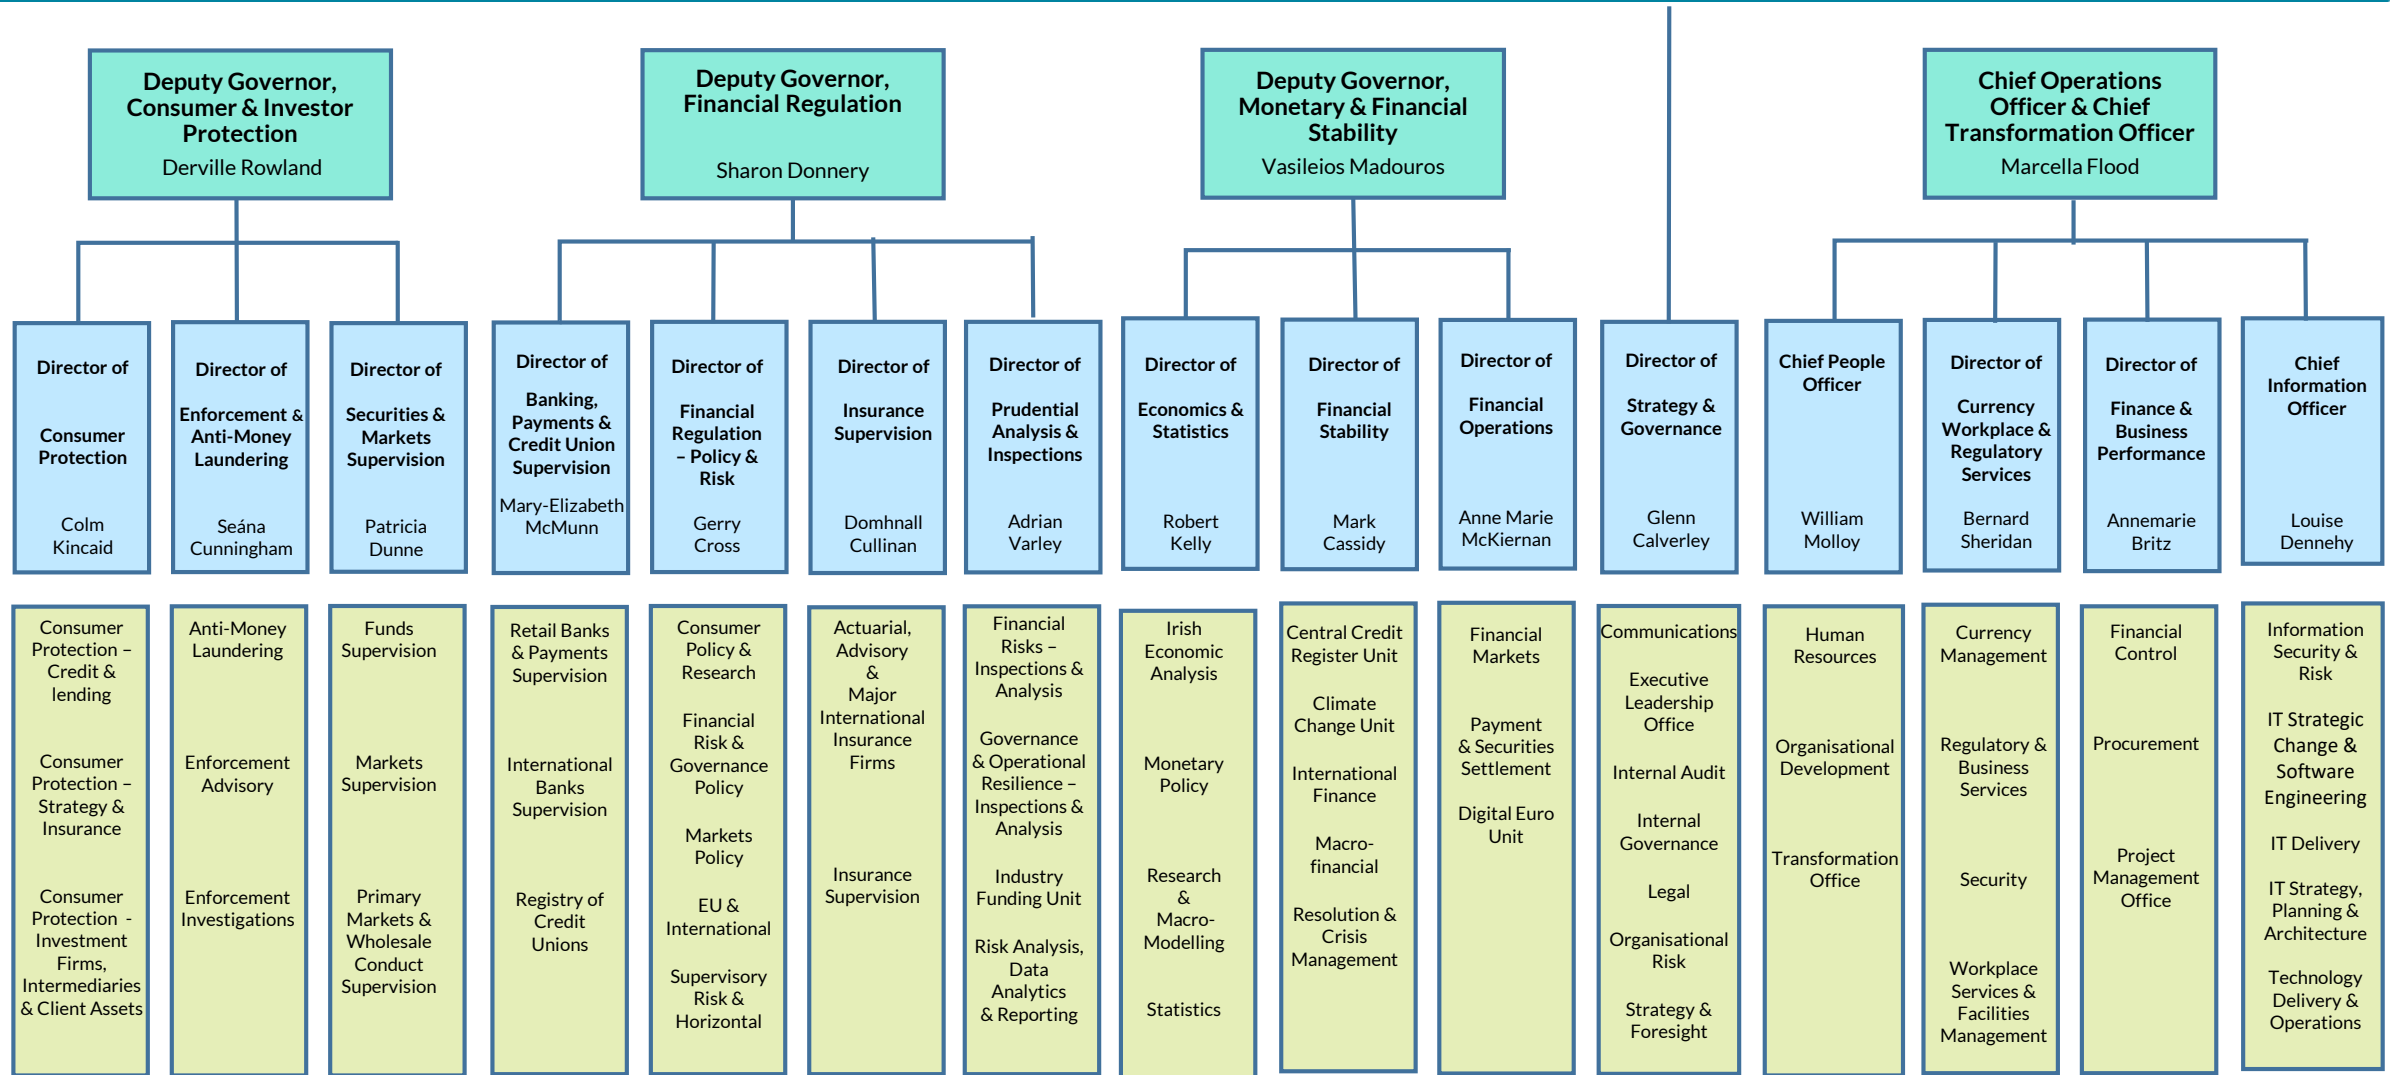 Deputy Governor,
Consumer & Investor
Protection
Derville Rowland
Deputy Governor,
Financial Regulation
Sharon Donnery
Deputy Governor,
Monetary & Financial
Stability
Vasileios Madouros
Chief Operations
Officer & Chief
Transformation Officer
Marcella Flood
Director of
Consumer
Protection
Colm
Kincaid
Director of
Enforcement &
Anti-Money
Laundering
Seána
Cunningham
Director of
Securities &
Markets
Supervision
Patricia
Dunne
Director of
Banking,
Payments &
Credit Union
Supervision
Mary-Elizabeth
McMunn
Director of
Financial
Regulation
– Policy &
Risk
Gerry
Cross
Director of
Insurance
Supervision
Domhnall
Cullinan
Director of
Prudential
Analysis &
Inspections
Adrian
Varley
Director of
Economics &
Statistics
Robert
Kelly
Director of
Financial
Stability
Mark
Cassidy
Director of
Financial
Operations
Anne Marie
McKiernan
Director of
Strategy &
Governance
Glenn
Calverley
Chief People
Officer
William
Molloy
Director of
Currency
Workplace &
Regulatory
Services
Bernard
Sheridan
Director of
Finance &
Business
Performance
Annemarie
Britz
Chief
Information
Officer
Louise
Dennehy
Consumer
Protection –
Credit &
lending
Consumer
Protection –
Strategy &
Insurance
Consumer
Protection -
Investment
Firms,
Intermediaries
& Client Assets
Anti-Money
Laundering
Enforcement
Advisory
Enforcement
Investigations
Funds
Supervision
Markets
Supervision
Primary
Markets &
Wholesale
Conduct
Supervision
Retail Banks
& Payments
Supervision
International
Banks
Supervision
Registry of
Credit
Unions
Consumer
Policy &
Research
Financial
Risk &
Governance
Policy
Markets
Policy
EU &
International
Supervisory
Risk &
Horizontal
Actuarial,
Advisory
&
Major
International
Insurance
Firms
Insurance
Supervision
Financial
Risks –
Inspections &
Analysis
Governance
& Operational
Resilience –
Inspections &
Analysis
Industry
Funding Unit
Risk Analysis,
Data
Analytics
& Reporting
Irish
Economic
Analysis
Monetary
Policy
Research
&
Macro-
Modelling
Statistics
Central Credit
Register Unit
Climate
Change Unit
International
Finance
Macro-
financial
Resolution &
Crisis
Management
Financial
Markets
Payment
& Securities
Settlement
Digital Euro
Unit
Communications
Executive
Leadership
Office
Internal Audit
Internal
Governance
Legal
Organisational
Risk
Strategy &
Foresight
Human
Resources
Organisational
Development
Transformation
Office
Currency
Management
Regulatory &
Business
Services
Security
Workplace
Services &
Facilities
Management
Financial
Control
Procurement
Project
Management
Office
Information
Security &
Risk
IT Strategic
Change &
Software
Engineering
IT Delivery
IT Strategy,
Planning &
Architecture
Technology
Delivery &
Operations